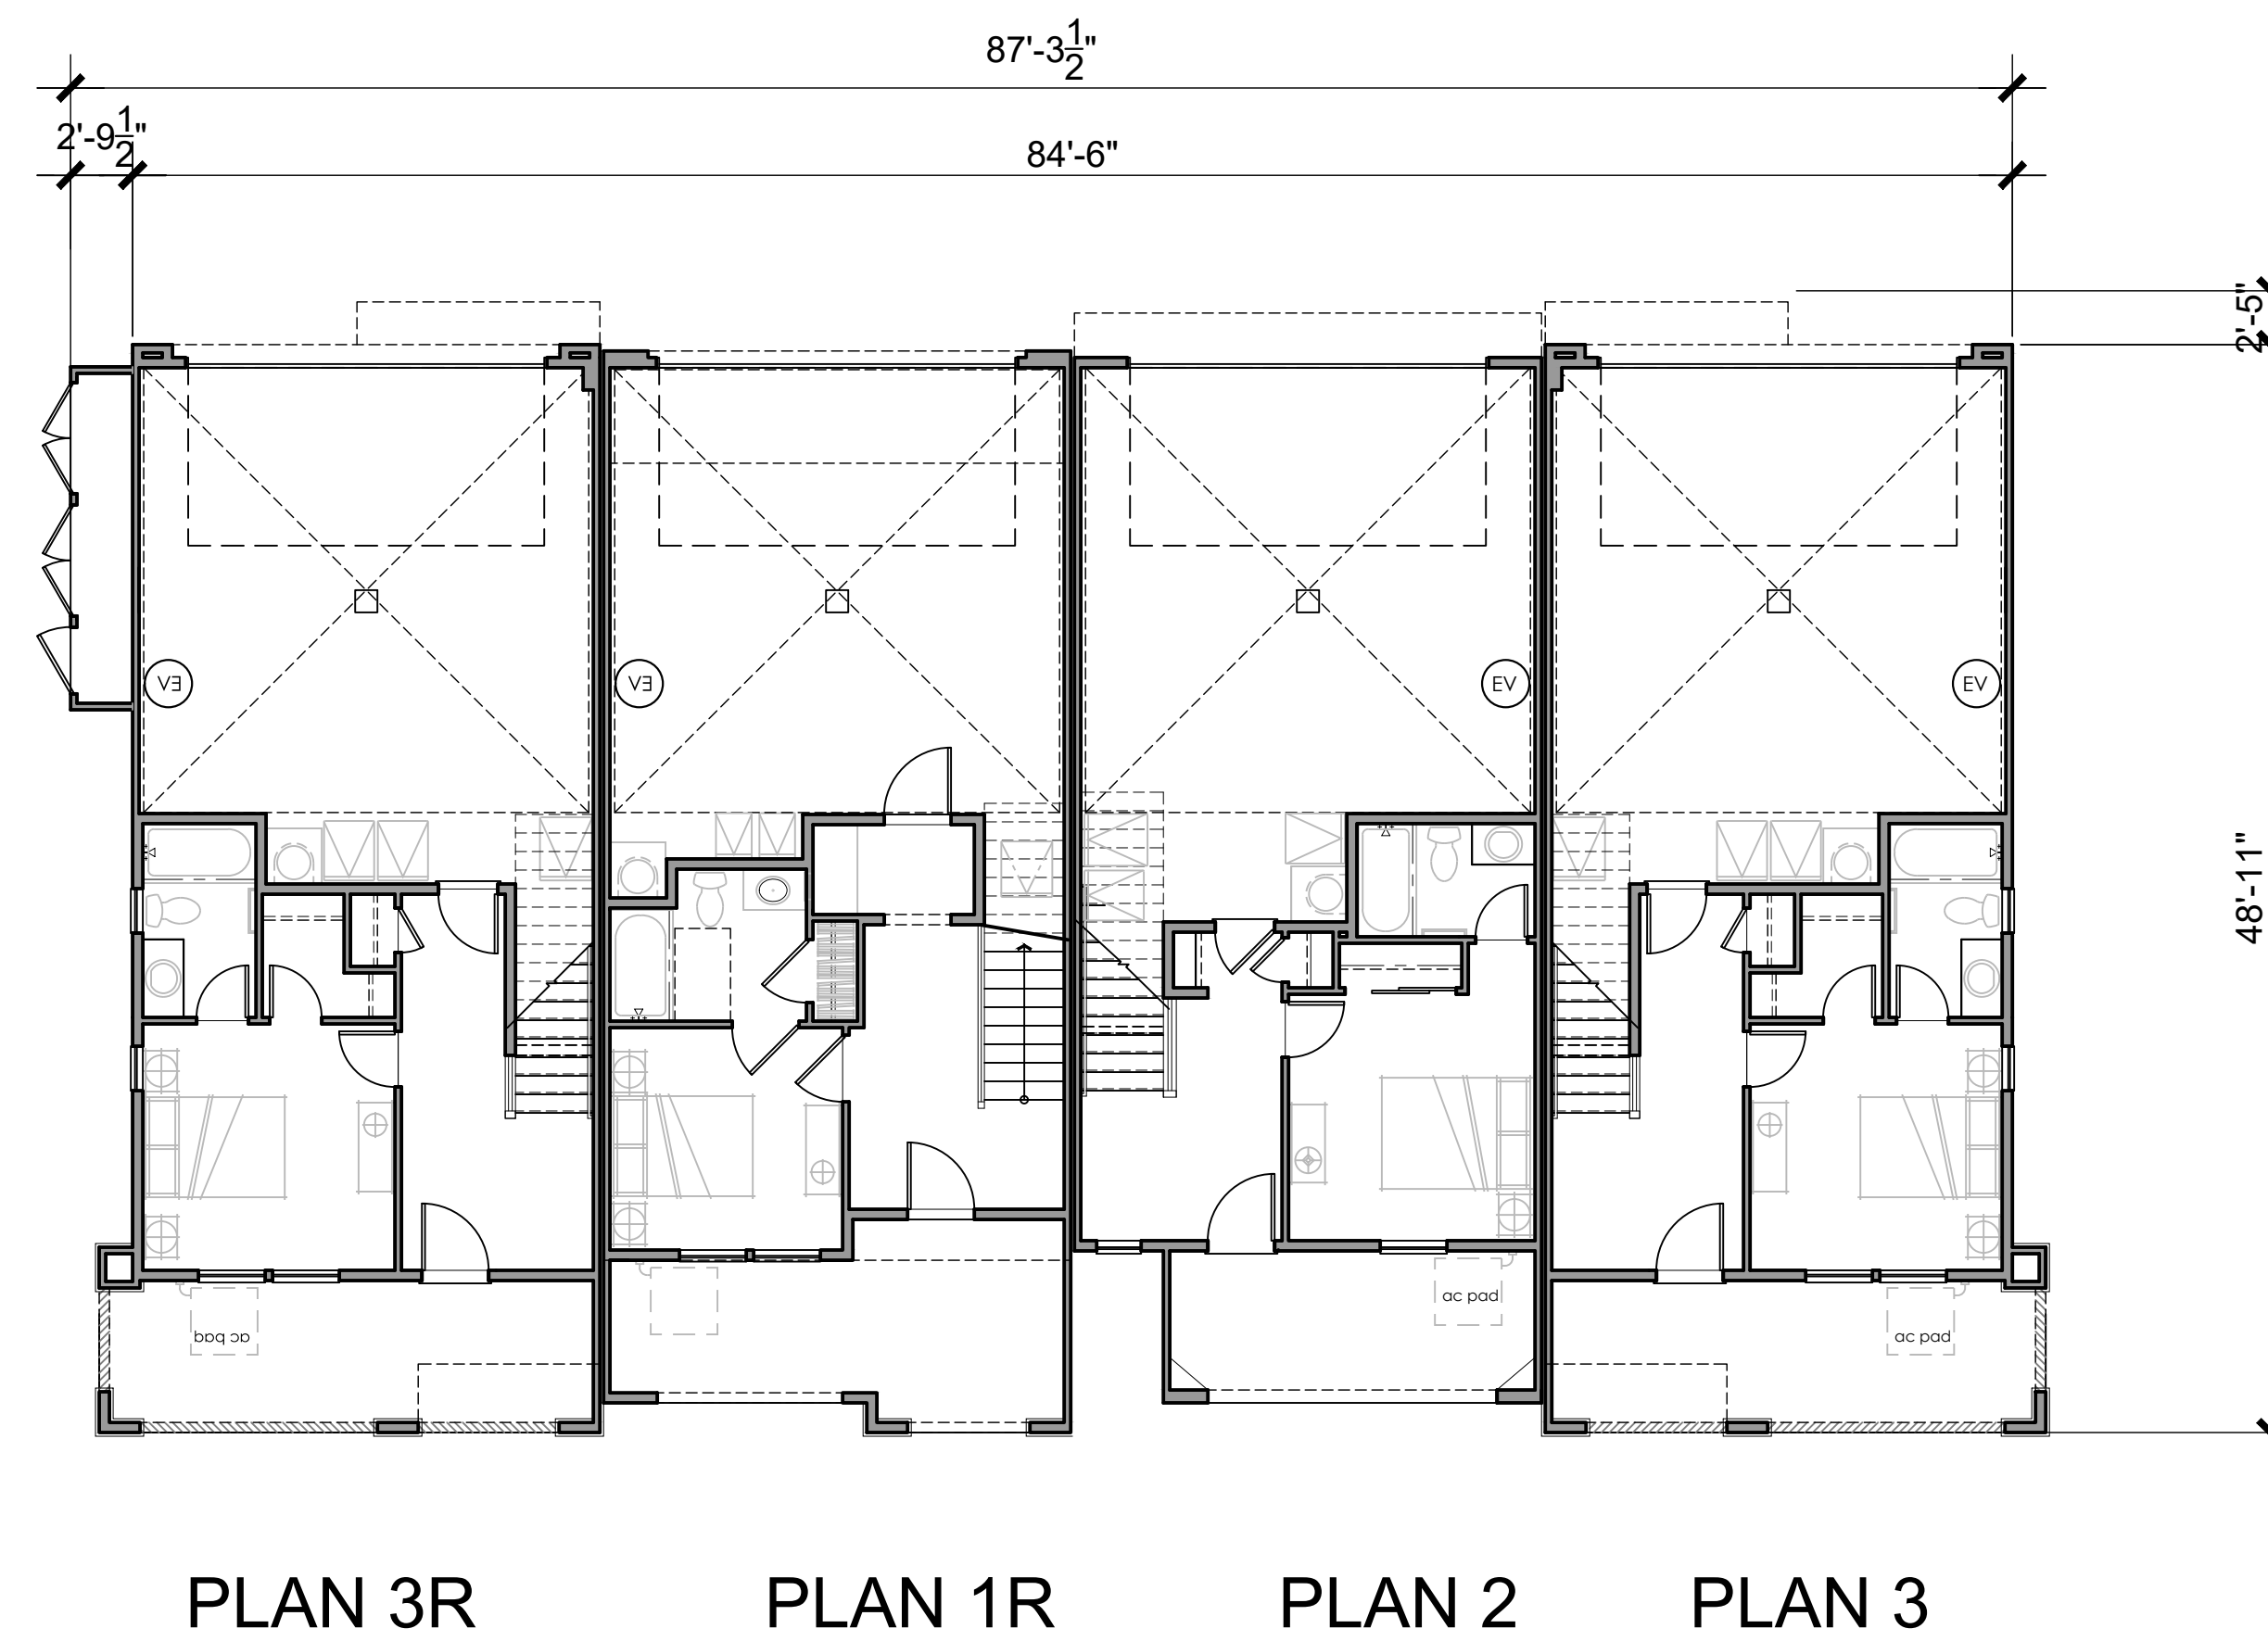 87'-3 1/2"
2'-9 1/2"
84'-6"
2'-5"
EV
EV
EV
EV
48'-11"
ac pad
ac pad
ac pad
PLAN 3R
PLAN 1R
PLAN 2
PLAN 3